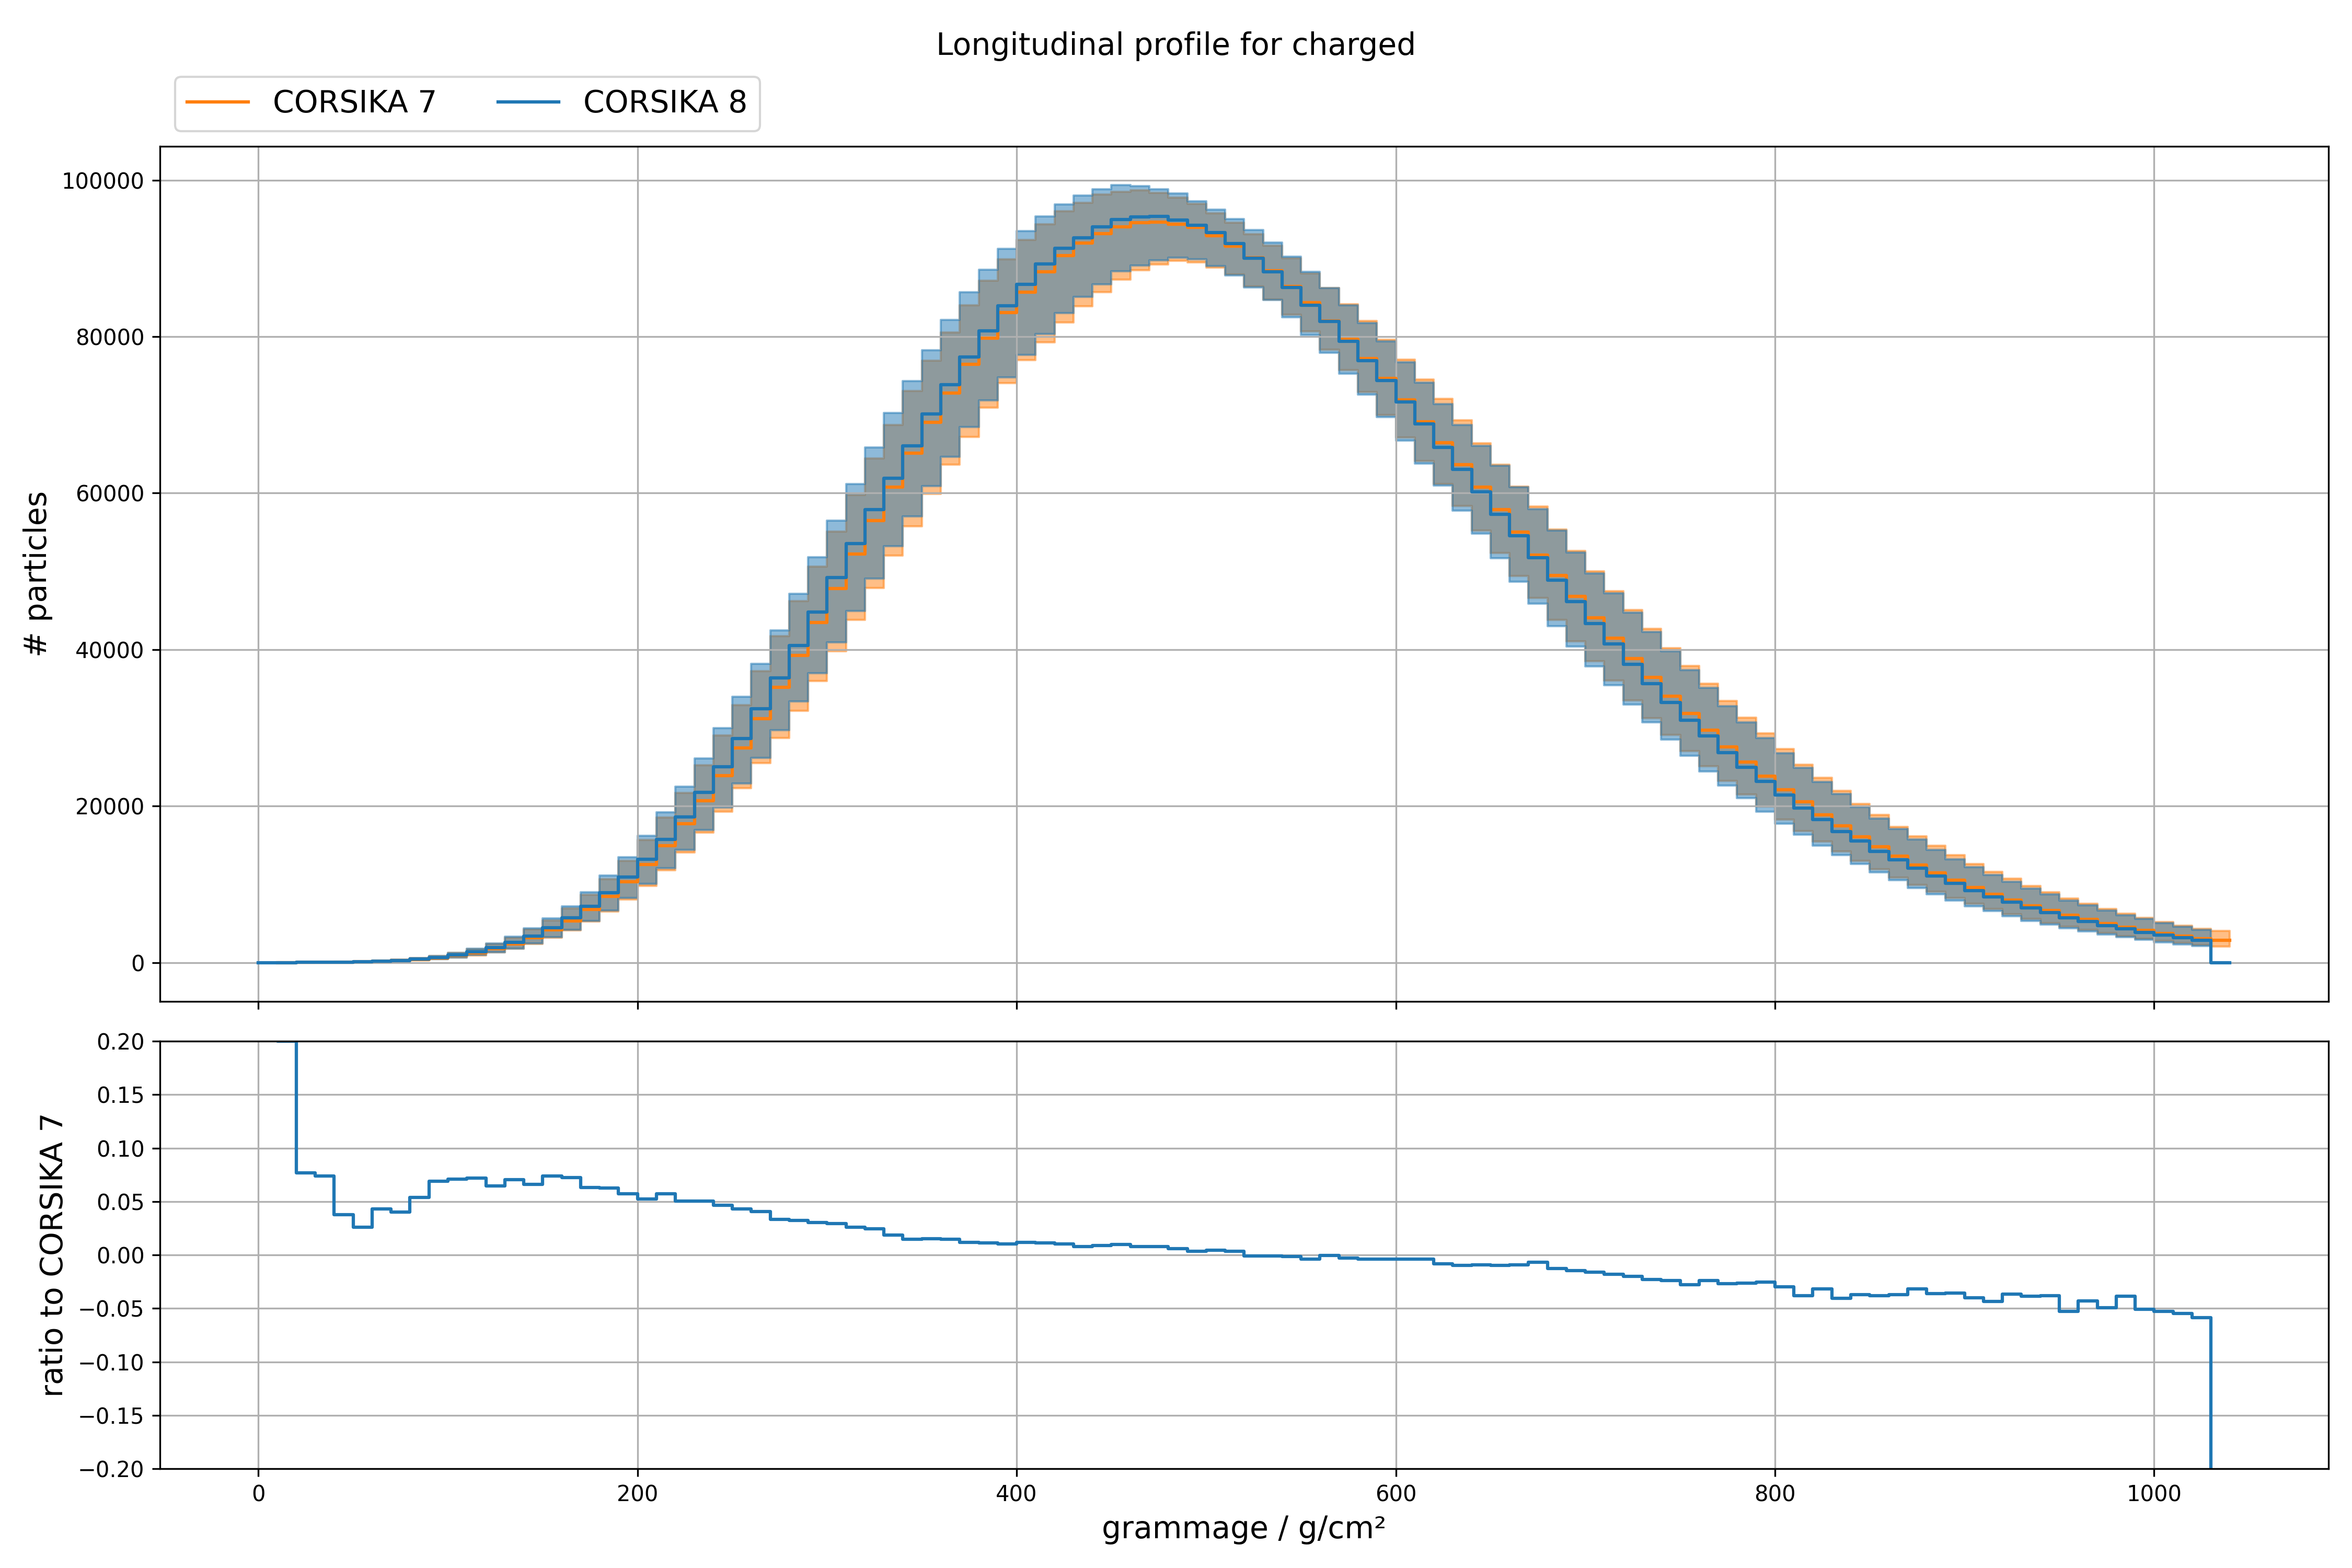 Longitudinal profile for charged
CORSIKA 7 CORSIKA 8
100000
80000
60000
40000
20000
0
# particles
0.20
0.15
0.10
0.05
0.00
−0.05
−0.10
−0.15
−0.20
ratio to CORSIKA 7
0 200 400 600 800 1000
grammage / g/cm²